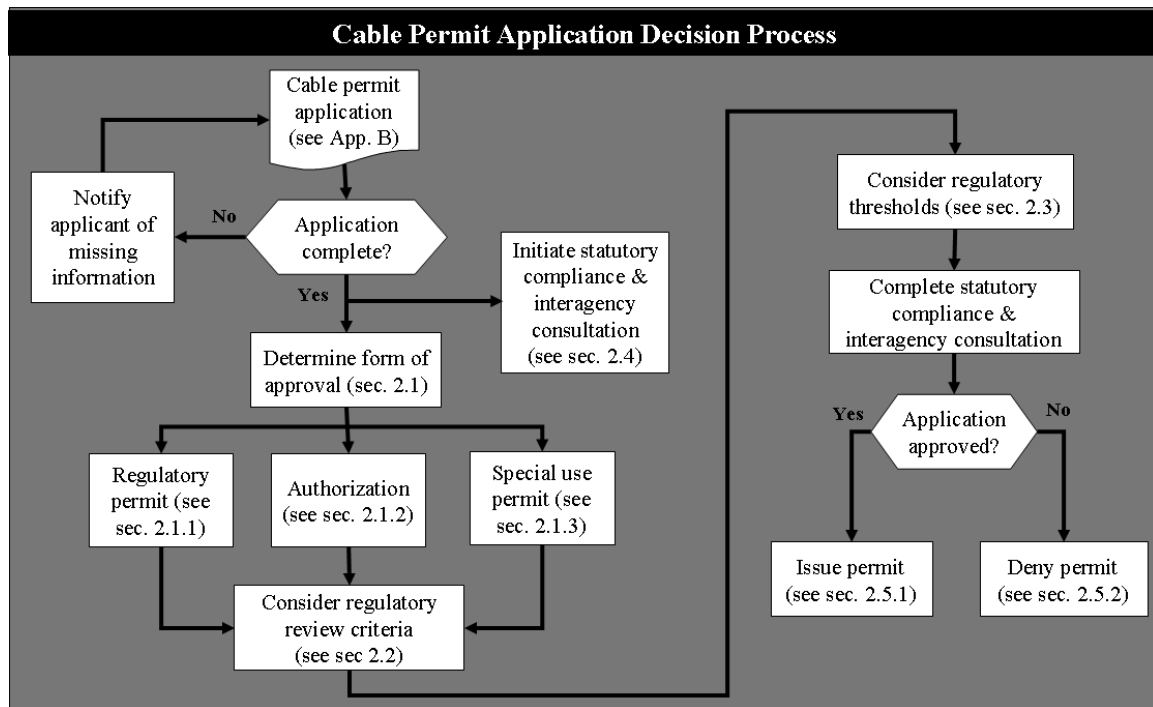 Cable Permit Application Decision Process
Cable permit
application
(see App. B)
Notify
applicant of
missing
information
No
Application
complete?
Yes
Initiate statutory
compliance &
interagency
consultation
(see sec. 2.4)
Determine form of
approval (sec. 2.1)
Regulatory
permit (see
sec. 2.1.1)
Authorization
(see sec. 2.1.2)
Special use
permit (see
sec. 2.1.3)
Consider regulatory
review criteria
(see sec 2.2)
Consider regulatory
thresholds (see sec. 2.3)
Complete statutory
compliance &
interagency consultation
Yes
Application
approved?
No
Issue permit
(see sec. 2.5.1)
Deny permit
(see sec. 2.5.2)